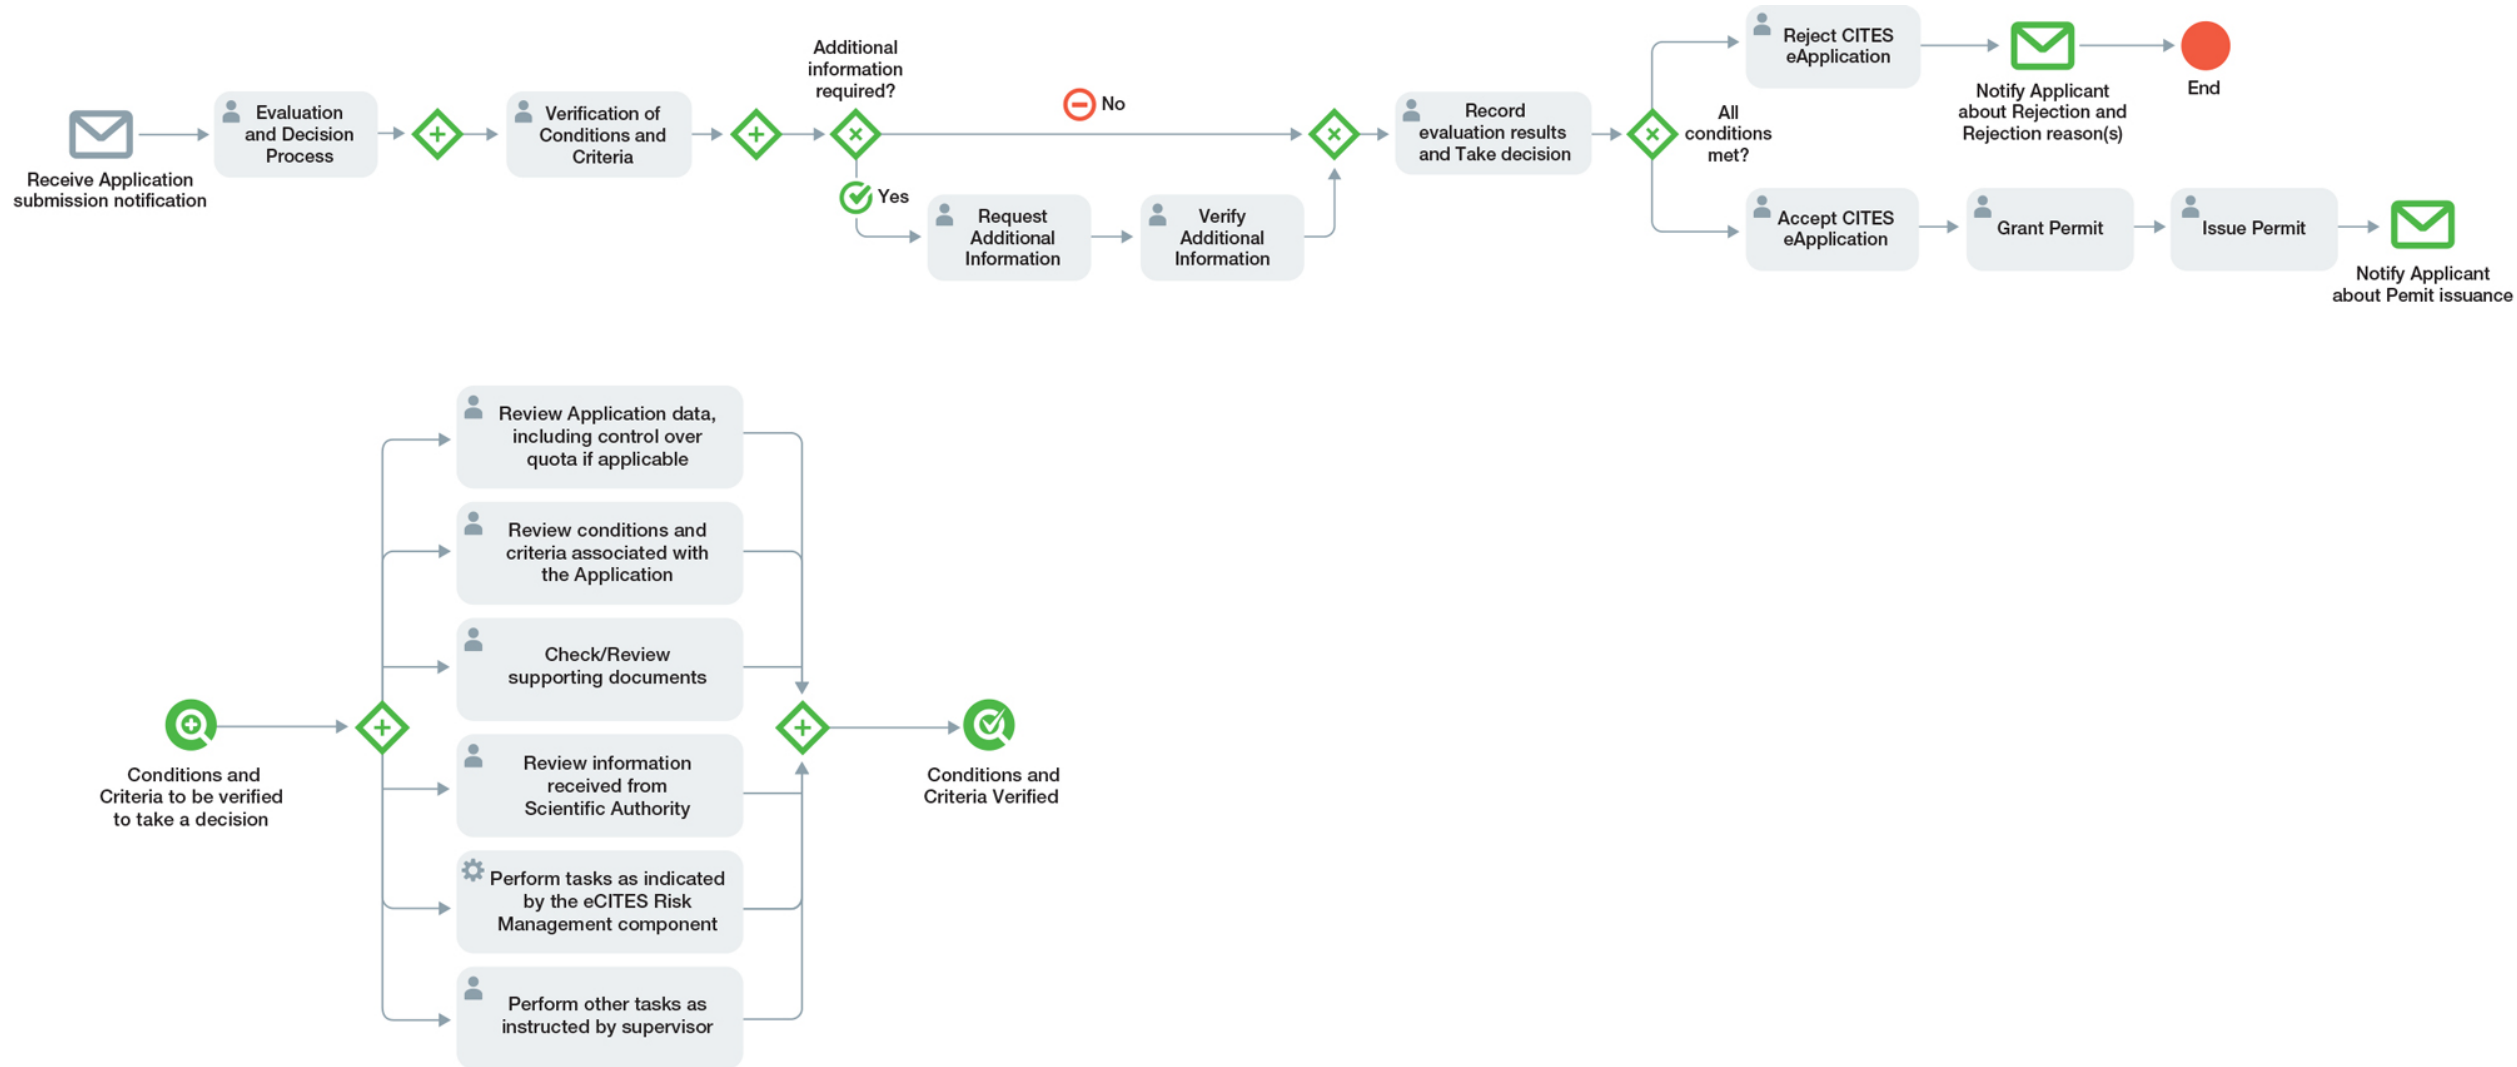 Receive Application
submission notification
Evaluation
and Decision
Process
Verification of
Conditions and
Criteria
Additional
information
required?
No
Yes
Request
Additional
Information
Verify
Additional
Information
Record
evaluation results
and Take decision
All
conditions
met?
Reject CITES
eApplication
Notify Applicant
about Rejection and
Rejection reason(s)
End
Accept CITES
eApplication
Grant Permit
Issue Permit
Notify Applicant
about Pemit issuance
Conditions and
Criteria to be verified
to take a decision
Review Application data,
including control over
quota if applicable
Review conditions and
criteria associated with
the Application
Check/Review
supporting documents
Review information
received from
Scientific Authority
Perform tasks as indicated
by the eCITES Risk
Management component
Perform other tasks as
instructed by supervisor
Conditions and
Criteria Verified